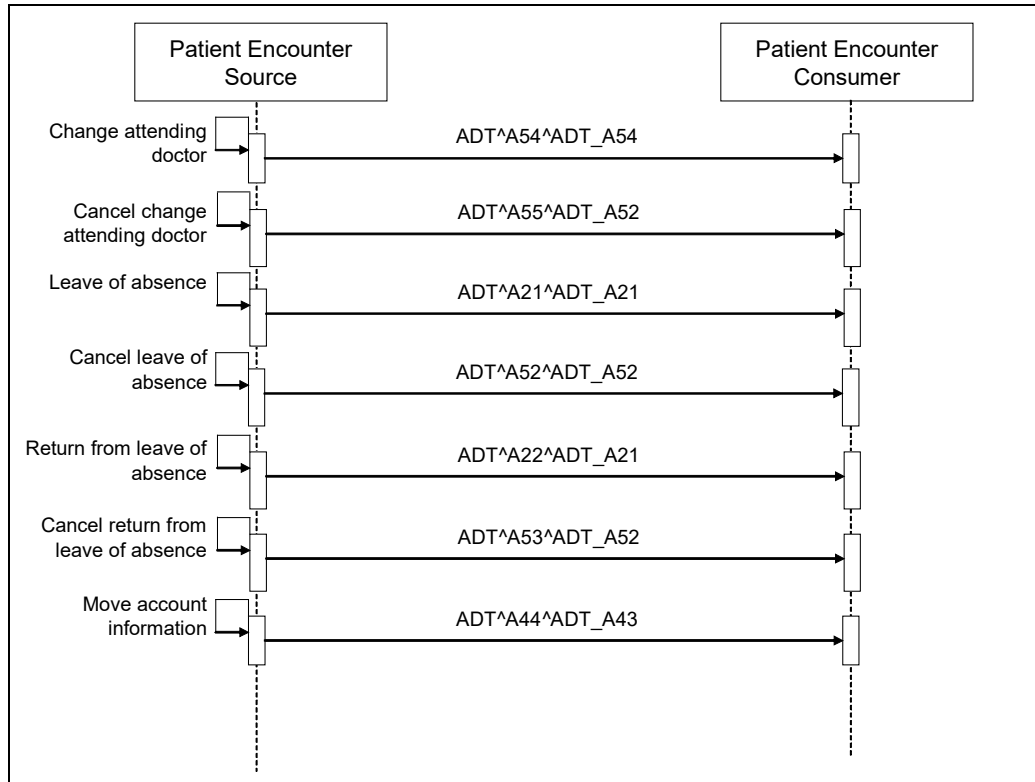 Patient Encounter
Source
Patient Encounter
Consumer
Change attending
doctor
ADT^A54^ADT_A54
Cancel change
attending doctor
ADT^A55^ADT_A52
Leave of absence
ADT^A21^ADT_A21
Cancel leave of
absence
ADT^A52^ADT_A52
Return from leave of
absence
ADT^A22^ADT_A21
Cancel return from
leave of absence
ADT^A53^ADT_A52
Move account
information
ADT^A44^ADT_A43